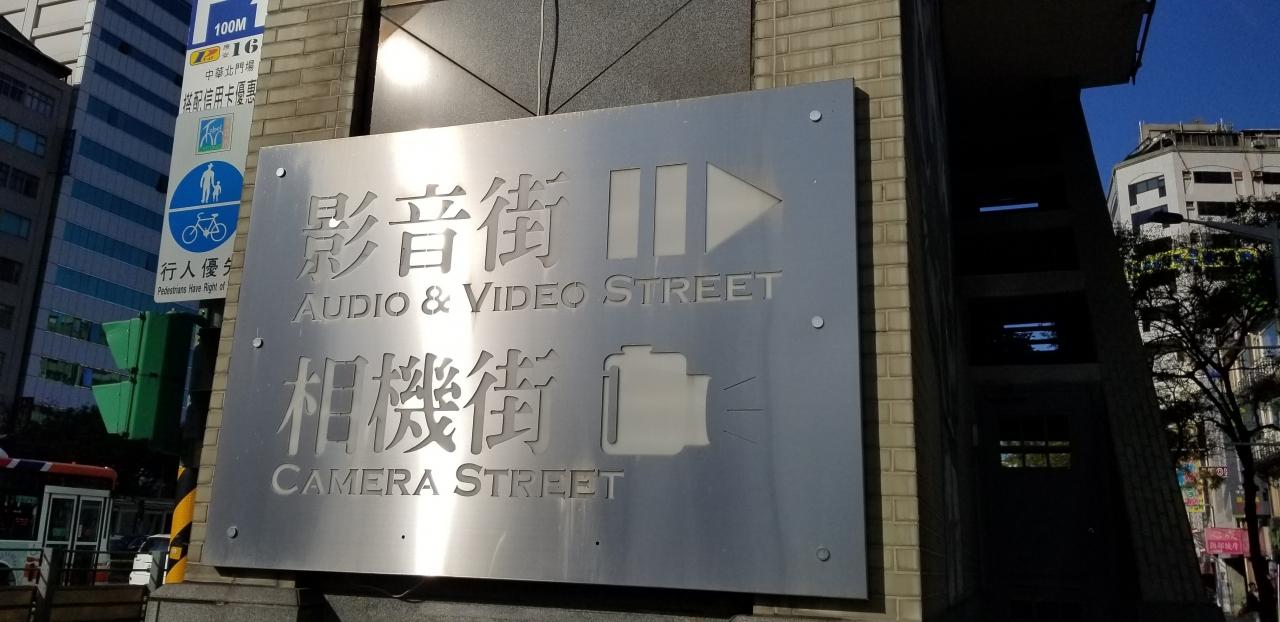 100M
16
中華北門場
搭配信用卡優惠
行人優先
Pedestrians Have Right of
影音街
AUDIO & VIDEO STREET
相機街
CAMERA STREET